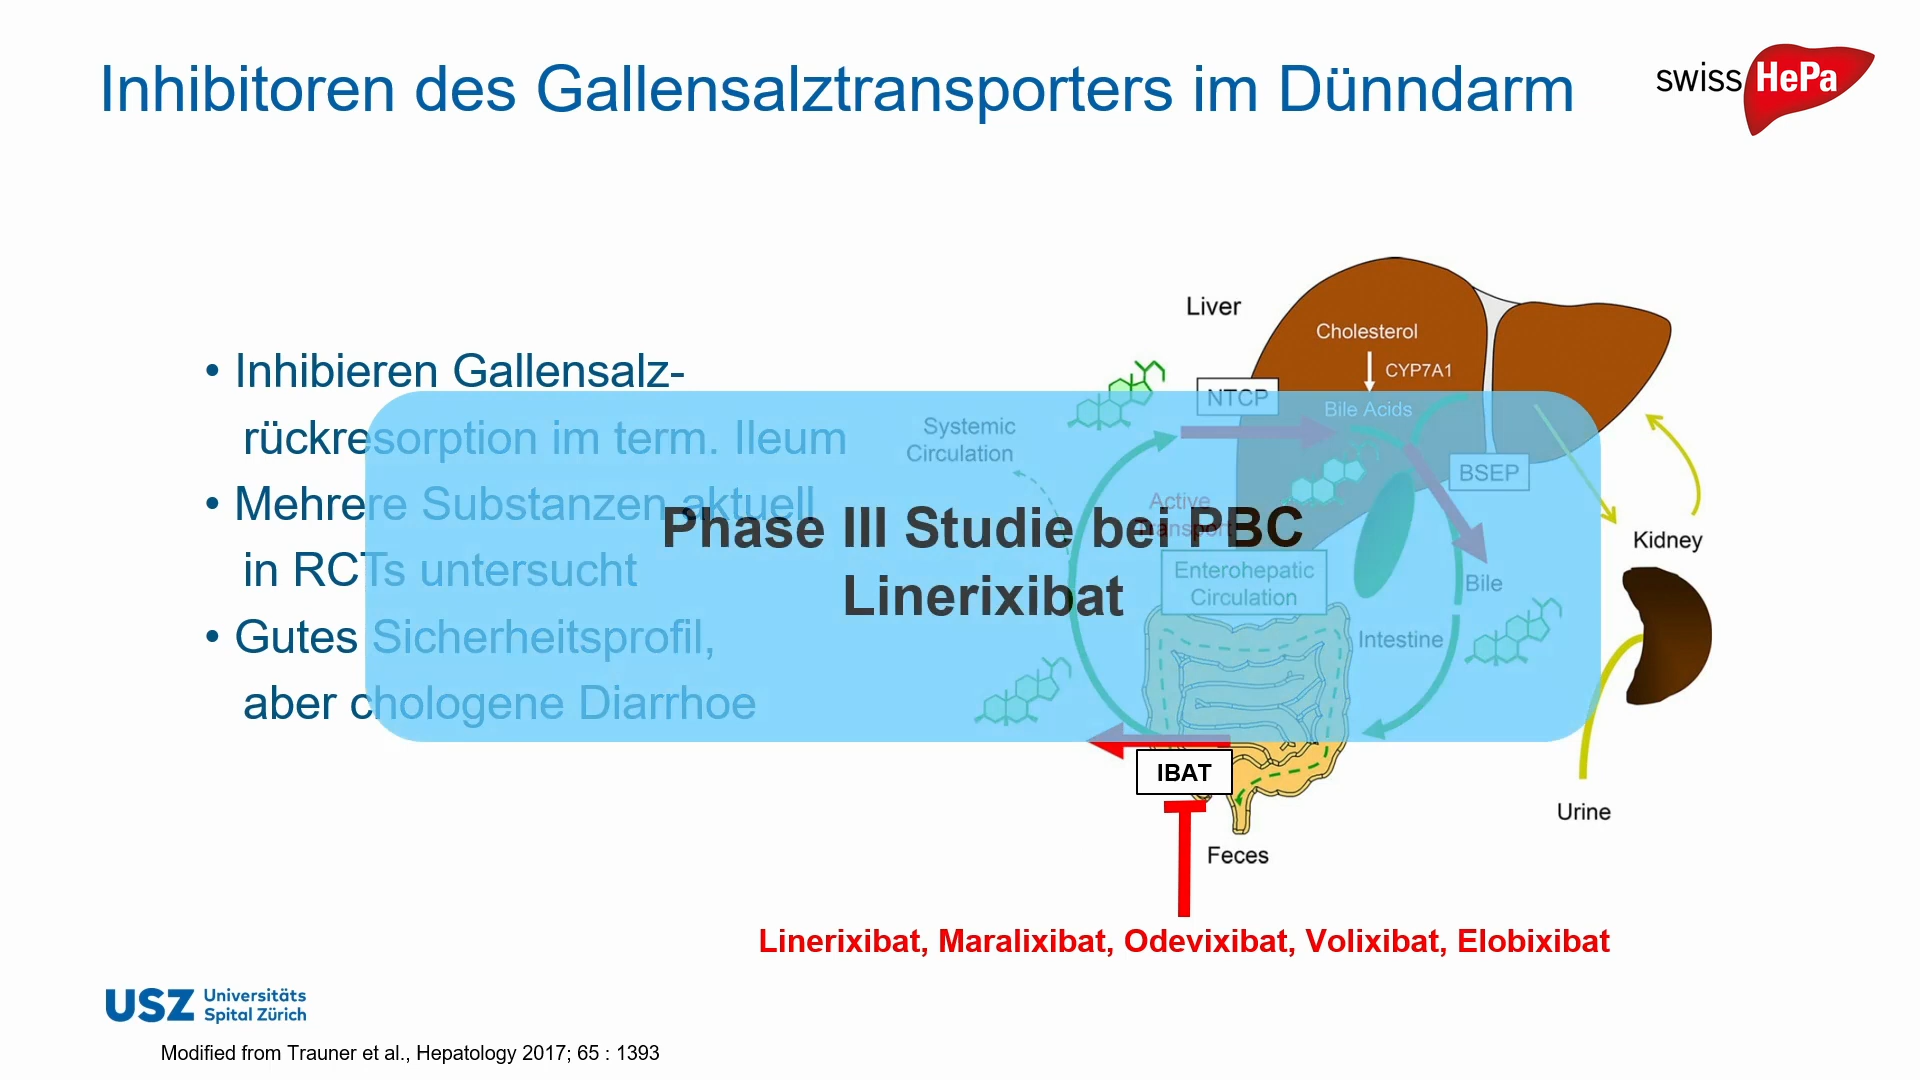 Inhibitoren des Gallensalztransporters im Dünndarm
swiss HePa
• Inhibieren Gallensalz-
rückresorption im term. Ileum
• Mehrere Substanzen aktuell
in RCTs untersucht
• Gutes Sicherheitsprofil,
aber chologene Diarrhoe
Phase III Studie bei PBC
Linerixibat
Liver
Cholesterol
CYP7A1
NTCP
Bile Acids
Systemic
Circulation
BSEP
Active
Transport
Kidney
Enterohepatic
Circulation
Bile
Intestine
IBAT
Urine
Feces
Linerixibat, Maralixibat, Odevixibat, Volixibat, Elobixibat
USZ Universitäts
Spital Zürich
Modified from Trauner et al., Hepatology 2017; 65 : 1393